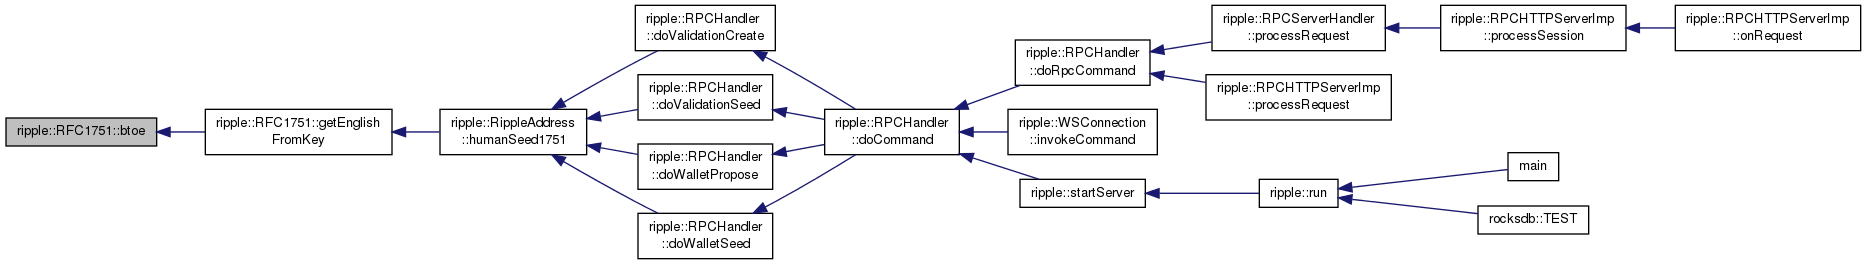 ripple::RFC1751::btoe
ripple::RFC1751::getEnglish
FromKey
ripple::RippleAddress
::humanSeed1751
ripple::RPCHandler
::doValidationCreate
ripple::RPCHandler
::doValidationSeed
ripple::RPCHandler
::doWalletPropose
ripple::RPCHandler
::doWalletSeed
ripple::RPCHandler
::doCommand
ripple::RPCHandler
::doRpcCommand
ripple::WSConnection
::invokeCommand
ripple::startServer
ripple::RPCServerHandler
::processRequest
ripple::RPCHTTPServerImp
::processRequest
ripple::run
ripple::RPCHTTPServerImp
::processSession
ripple::RPCHTTPServerImp
::onRequest
main
rocksdb::TEST